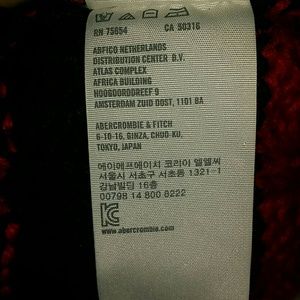 RN 75654 CA 50316
ABFICO NETHERLANDS
DISTRIBUTION CENTER B.V.
ATLAS COMPLEX
AFRICA BUILDING
HOOGOORDDREEF 9
AMSTERDAM ZUID OOST, 1101 BA
ABERCROMBIE & FITCH
6-10-16, GINZA, CHUO-KU,
TOKYO, JAPAN
에이에프에이치 코리아 엘엘씨
서울시 서초구 서초동 1321-1
강남빌딩 16층
00798 14 800 6222
www.abercrombie.com